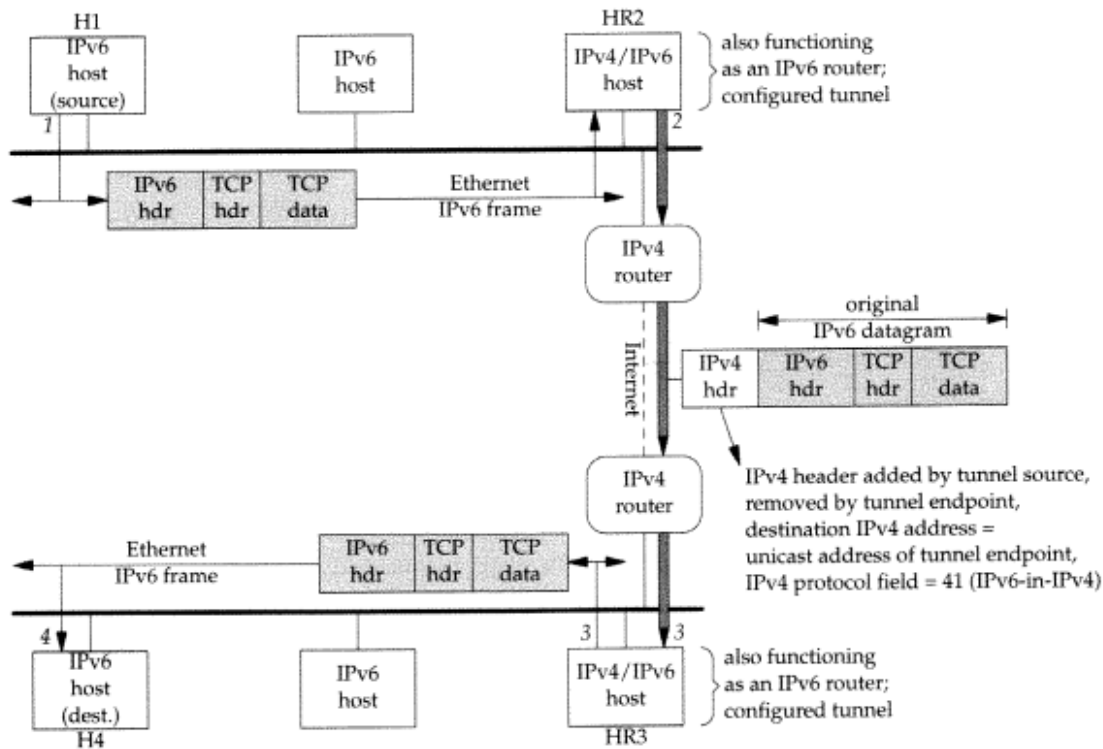 H1
IPv6
host
(source)
1
IPv6
host
HR2
IPv4/IPv6
host
2
also functioning
as an IPv6 router;
configured tunnel
IPv6
hdr
TCP
hdr
TCP
data
Ethernet
IPv6 frame
IPv4
router
Internet
original
IPv6 datagram
IPv4
hdr
IPv6
hdr
TCP
hdr
TCP
data
IPv4
router
IPv4 header added by tunnel source,
removed by tunnel endpoint,
destination IPv4 address =
unicast address of tunnel endpoint,
IPv4 protocol field = 41 (IPv6-in-IPv4)
Ethernet
IPv6 frame
IPv6
hdr
TCP
hdr
TCP
data
4
IPv6
host
(dest.)
H4
IPv6
host
3
3
IPv4/IPv6
host
HR3
also functioning
as an IPv6 router;
configured tunnel